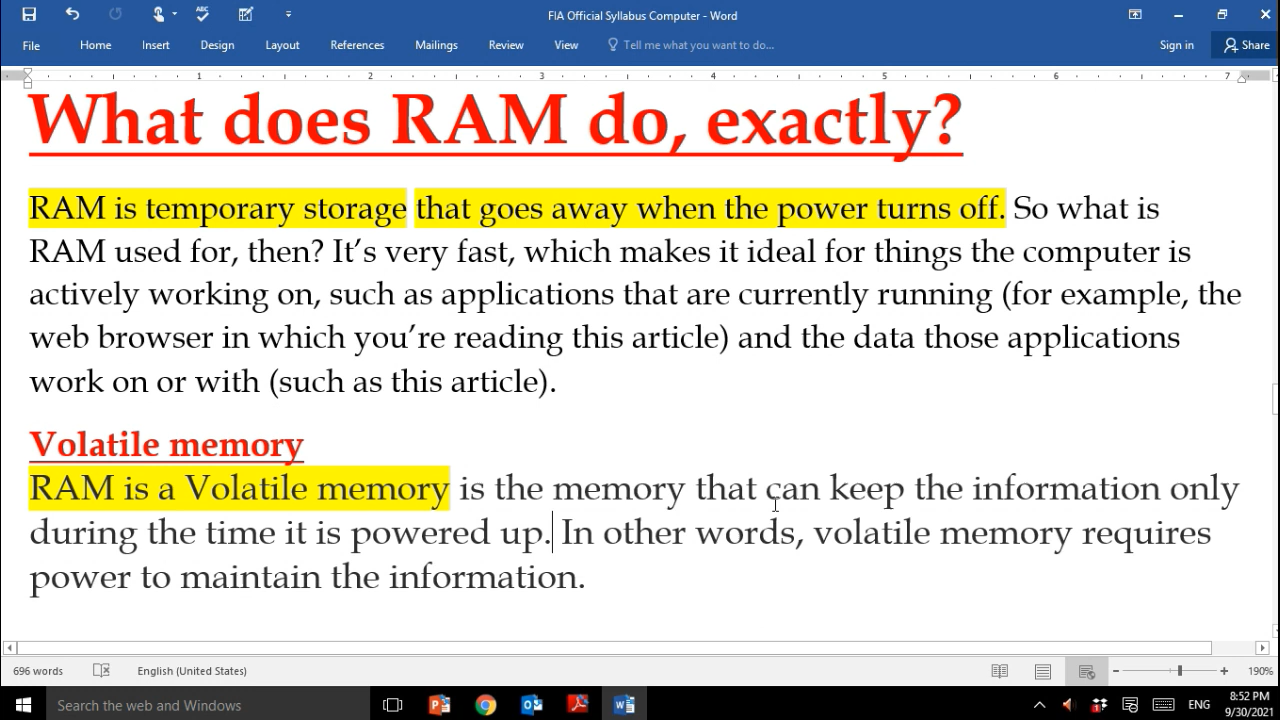 FIA Official Syllabus Computer - Word
File Home Insert Design Layout References Mailings Review View Tell me what you want to do... Sign in Share
1 2 3 4 5 6 7
What does RAM do, exactly?
RAM is temporary storage that goes away when the power turns off. So what is
RAM used for, then? It’s very fast, which makes it ideal for things the computer is
actively working on, such as applications that are currently running (for example, the
web browser in which you’re reading this article) and the data those applications
work on or with (such as this article).
Volatile memory
RAM is a Volatile memory is the memory that can keep the information only
during the time it is powered up. In other words, volatile memory requires
power to maintain the information.
696 words English (United States) 190%
Search the web and Windows ENG 8:52 PM
9/30/2021